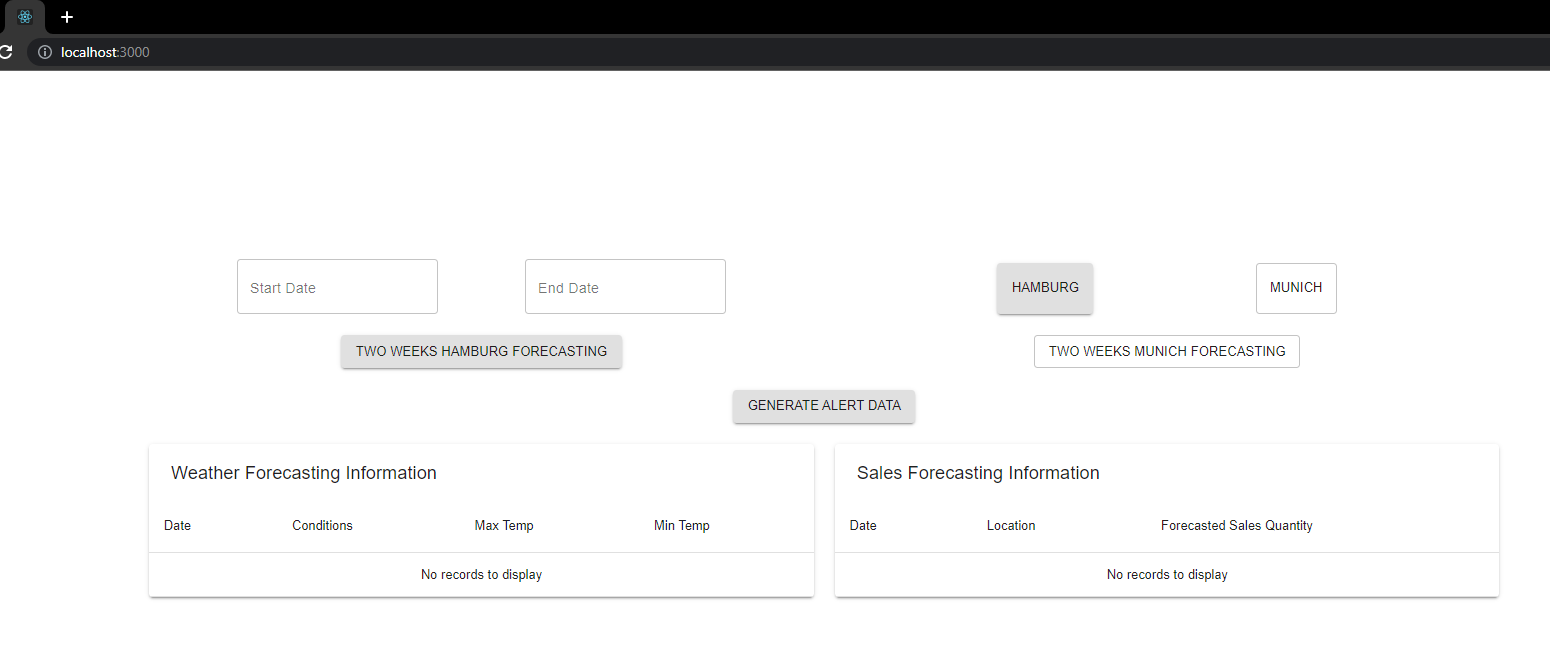 localhost:3000
Start Date End Date HAMBURG MUNICH
TWO WEEKS HAMBURG FORECASTING TWO WEEKS MUNICH FORECASTING
GENERATE ALERT DATA
Weather Forecasting Information
Date Conditions Max Temp Min Temp
No records to display
Sales Forecasting Information
Date Location Forecasted Sales Quantity
No records to display